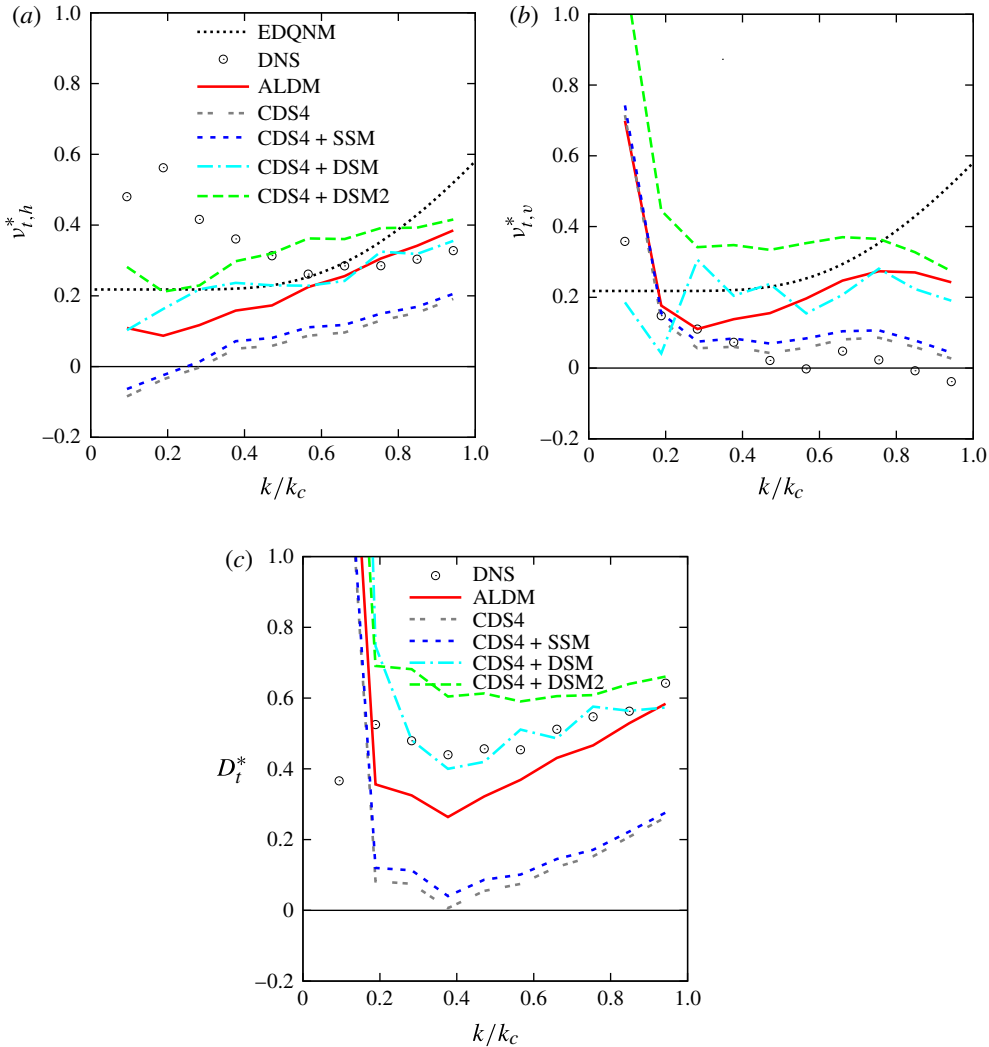 (a)
1.0
0.8
0.6
0.4
0.2
0
−0.2
ν*t,h
EDQNM
DNS
ALDM
CDS4
CDS4 + SSM
CDS4 + DSM
CDS4 + DSM2
0 0.2 0.4 0.6 0.8 1.0
k/kc
(b)
1.0
0.8
0.6
0.4
0.2
0
−0.2
ν*t,v
0 0.2 0.4 0.6 0.8 1.0
k/kc
(c)
1.0
0.8
0.6
0.4
0.2
0
−0.2
D*t
DNS
ALDM
CDS4
CDS4 + SSM
CDS4 + DSM
CDS4 + DSM2
0 0.2 0.4 0.6 0.8 1.0
k/kc